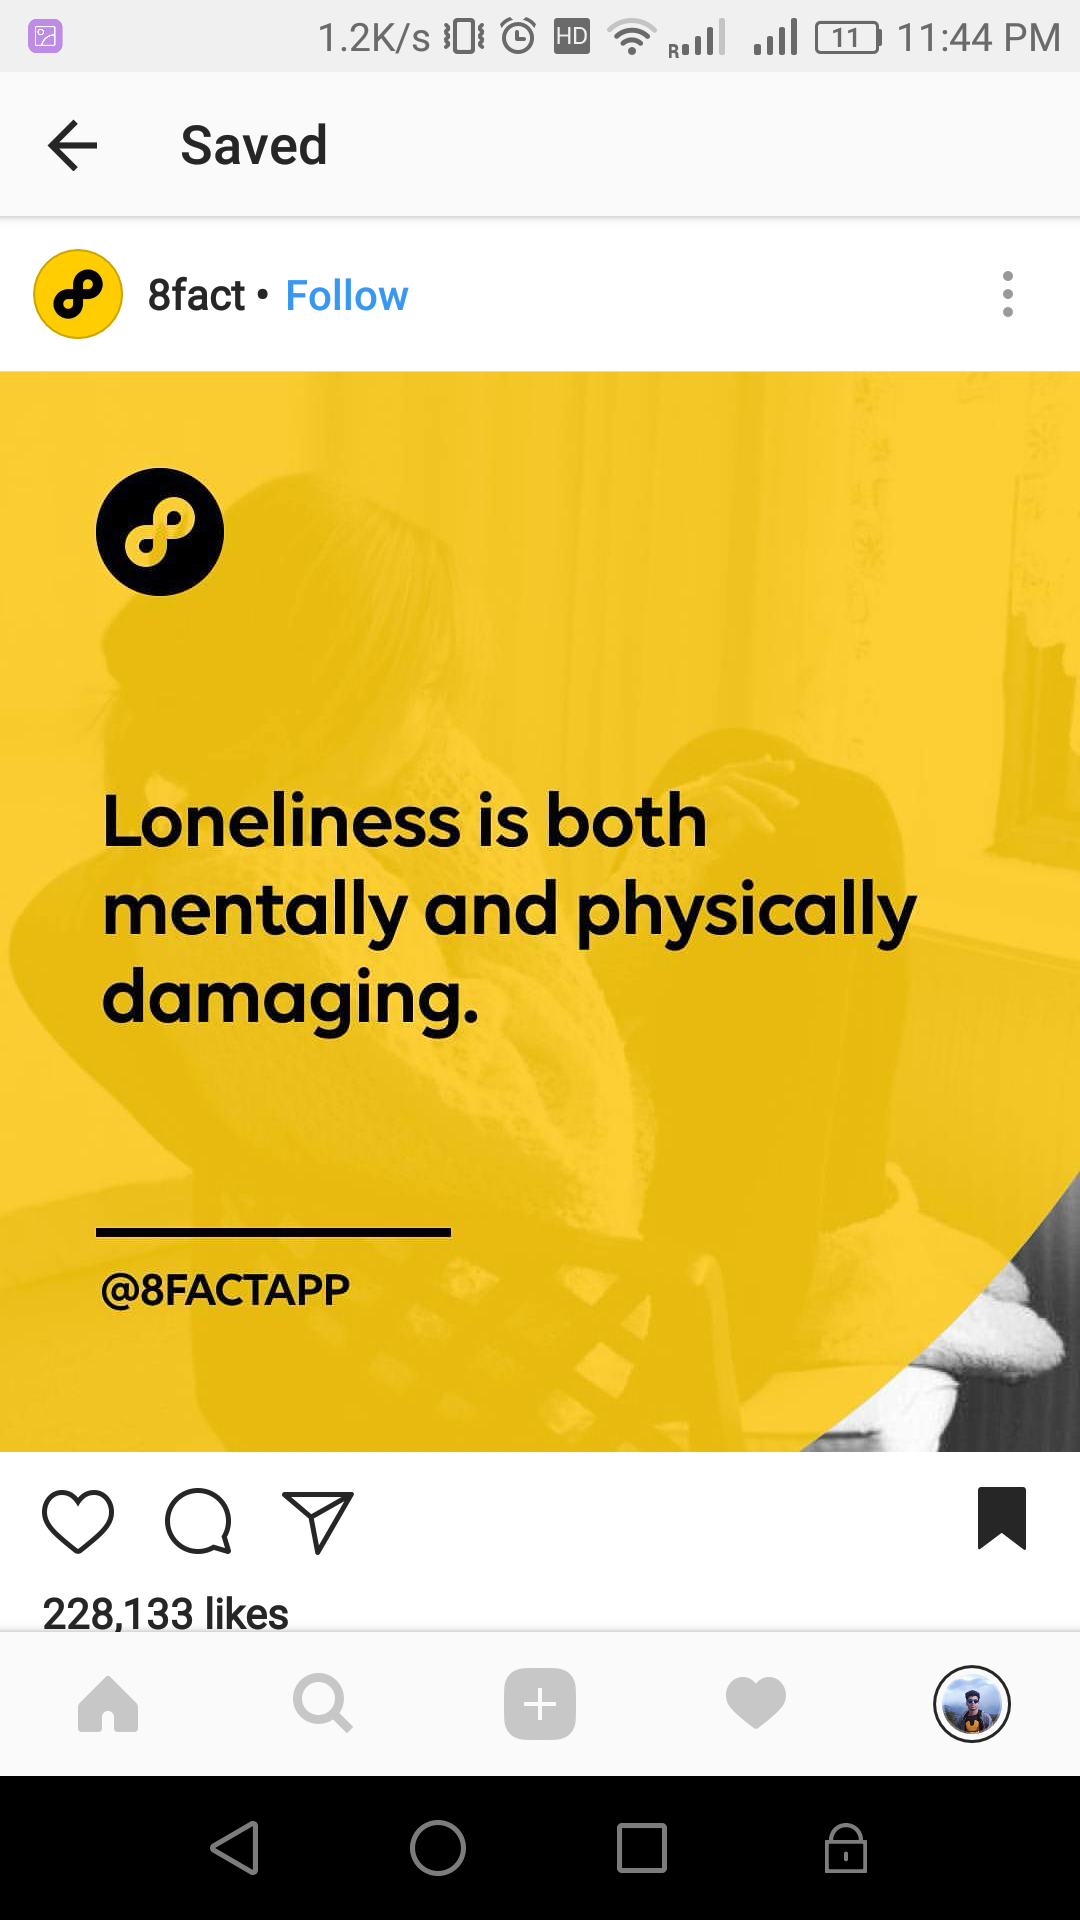 1.2K/s HD R 11 11:44 PM
Saved
8fact • Follow
Loneliness is both
mentally and physically
damaging.
@8FACTAPP
228,133 likes